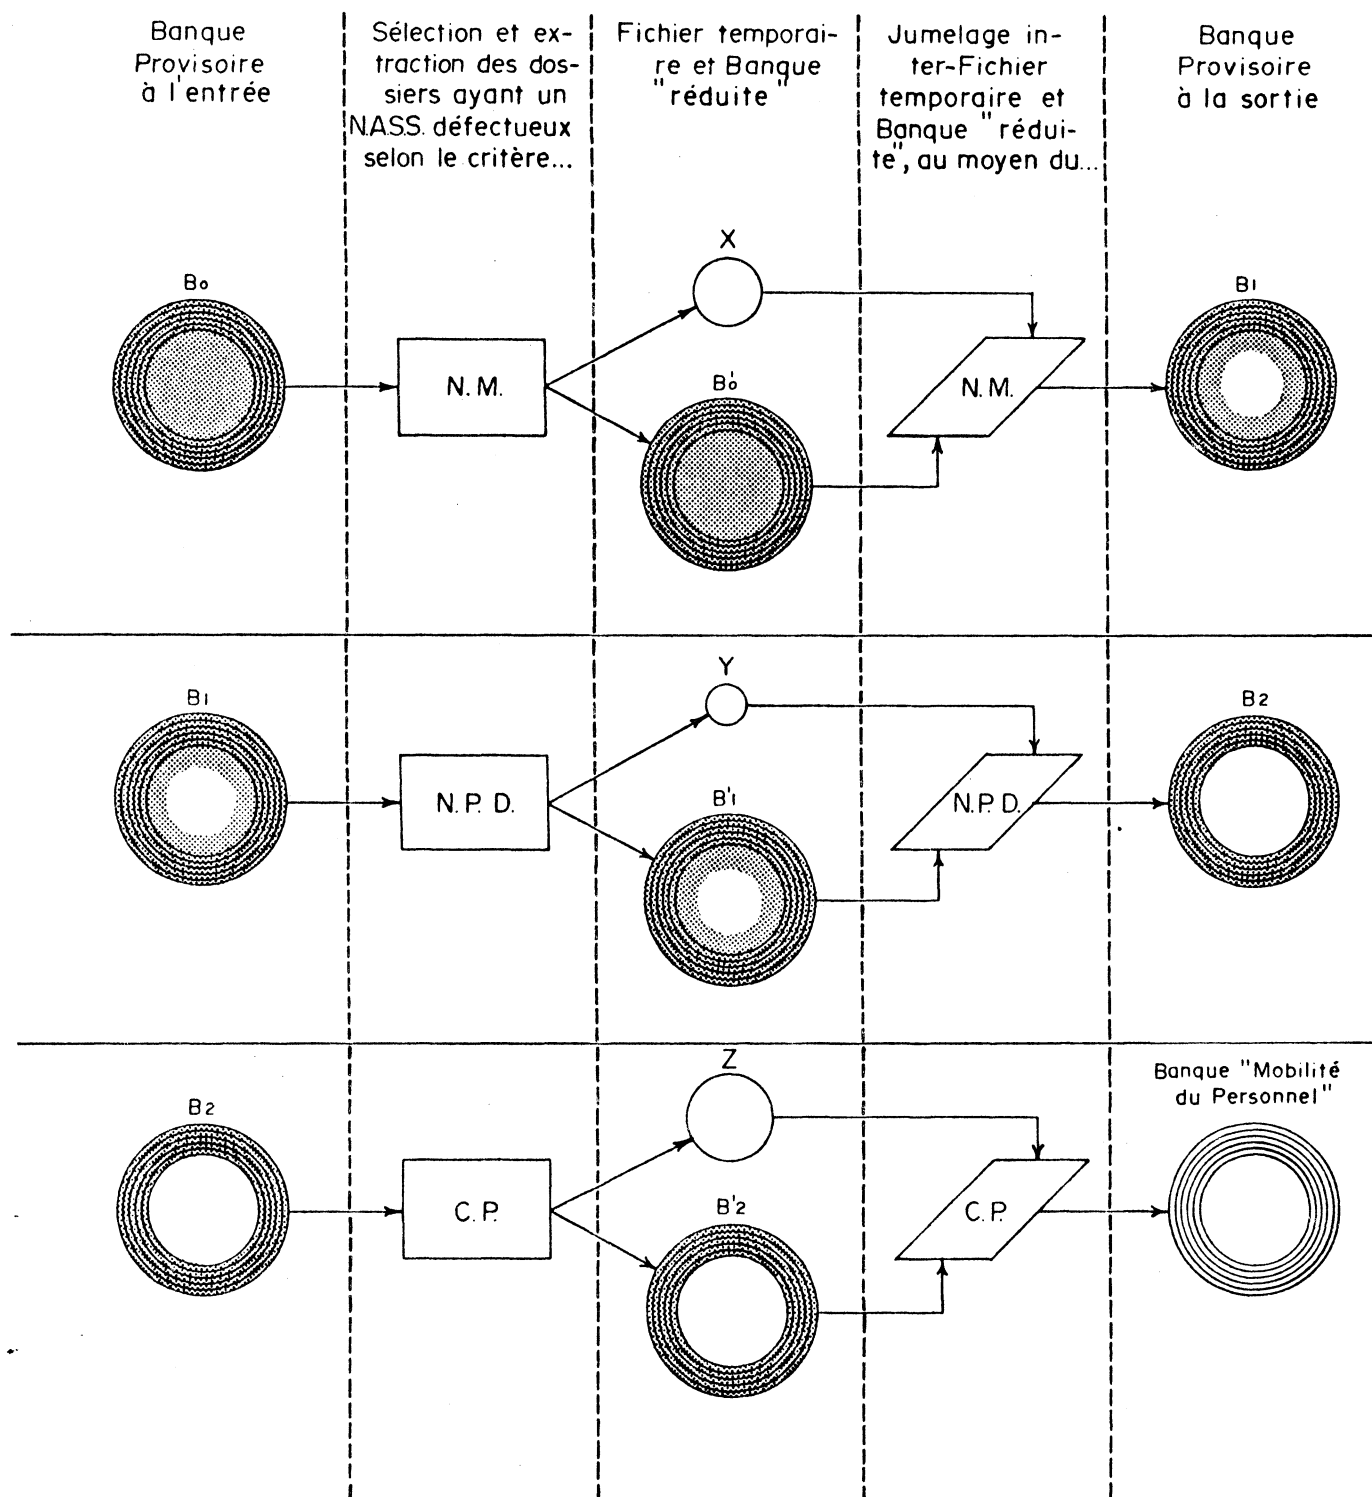 Banque
Provisoire
à l'entrée
Sélection et ex-
traction des dos-
siers ayant un
N.A.S.S. défectueux
selon le critère...
Fichier temporai-
re et Banque
"réduite"
Jumelage in-
ter-Fichier
temporaire et
Banque "rédui-
te", au moyen du...
Banque
Provisoire
à la sortie
X
B0
B1
N.M.
B'0
N.M.
Y
B1
B2
N.P.D.
B'1
N.P.D.
Z
Banque "Mobilité
du Personnel"
B2
C.P.
B'2
C.P.